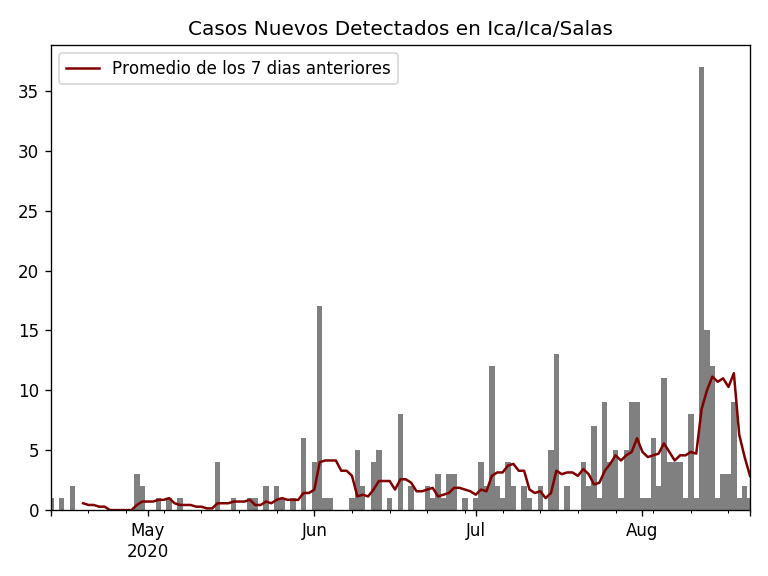 Casos Nuevos Detectados en Ica/Ica/Salas
Promedio de los 7 dias anteriores
35
30
25
20
15
10
5
0
May
Jun
Jul
Aug
2020